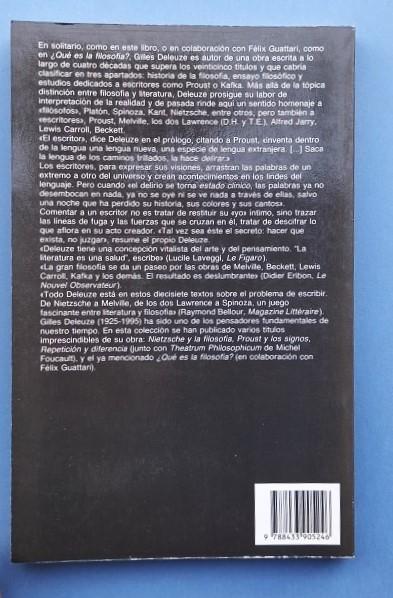 En solitario, como en este libro, o en colaboración con Félix Guattari, como
en ¿Qué es la filosofía?, Gilles Deleuze es autor de una obra escrita a lo
largo de cuatro décadas que supera los veinticinco títulos y que cabría
clasificar en tres apartados: historia de la filosofía, ensayo filosófico y
estudios dedicados a escritores como Proust o Kafka. Más allá de la tópica
distinción entre filosofía y literatura, Deleuze prosigue su labor de
interpretación de la realidad y de pasada rinde aquí un sentido homenaje a
«filósofos», Platón, Spinoza, Kant, Nietzsche, entre otros, pero también a
«escritores», Proust, Melville, los dos Lawrence (D.H. y T.E.), Alfred Jarry,
Lewis Carroll, Beckett.
«El escritor», dice Deleuze en el prólogo, citando a Proust, «inventa dentro
de la lengua una lengua nueva, una especie de lengua extranjera. [...] Saca
la lengua de los caminos trillados, la hace delirar.»
Los escritores, para expresar sus visiones, arrastran las palabras de un
extremo a otro del universo y crean acontecimientos en los lindes del
lenguaje. Pero cuando «el delirio se torna estado clínico, las palabras ya no
desembocan en nada, ya no se oye ni se ve nada a través de ellas, salvo
una noche que ha perdido su historia, sus colores y sus cantos».
Comentar a un escritor no es tratar de restituir su «yo» íntimo, sino trazar
las líneas de fuga y las fuerzas que se cruzan en él, tratar de descifrar lo
que aflora en su acto creador. «Tal vez sea éste el secreto: hacer que
exista, no juzgar», resume el propio Deleuze.
«Deleuze tiene una concepción vitalista del arte y del pensamiento. "La
literatura es una salud", escribe» (Lucile Laveggi, Le Figaro).
«La gran filosofía se da un paseo por las obras de Melville, Beckett, Lewis
Carroll, Kafka y los demás. El resultado es deslumbrante» (Didier Eribon, Le
Nouvel Observateur).
«Todo Deleuze está en estos diecisiete textos sobre el problema de escribir.
De Nietzsche a Melville, de los dos Lawrence a Spinoza, un juego
fascinante entre literatura y filosofía» (Raymond Bellour, Magazine Littéraire).
Gilles Deleuze (1925-1995) ha sido uno de los pensadores fundamentales de
nuestro tiempo. En esta colección se han publicado varios títulos
imprescindibles de su obra: Nietzsche y la filosofía, Proust y los signos,
Repetición y diferencia (junto con Theatrum Philosophicum de Michel
Foucault), y el ya mencionado ¿Qué es la filosofía? (en colaboración con
Félix Guattari).
9 788433 905246